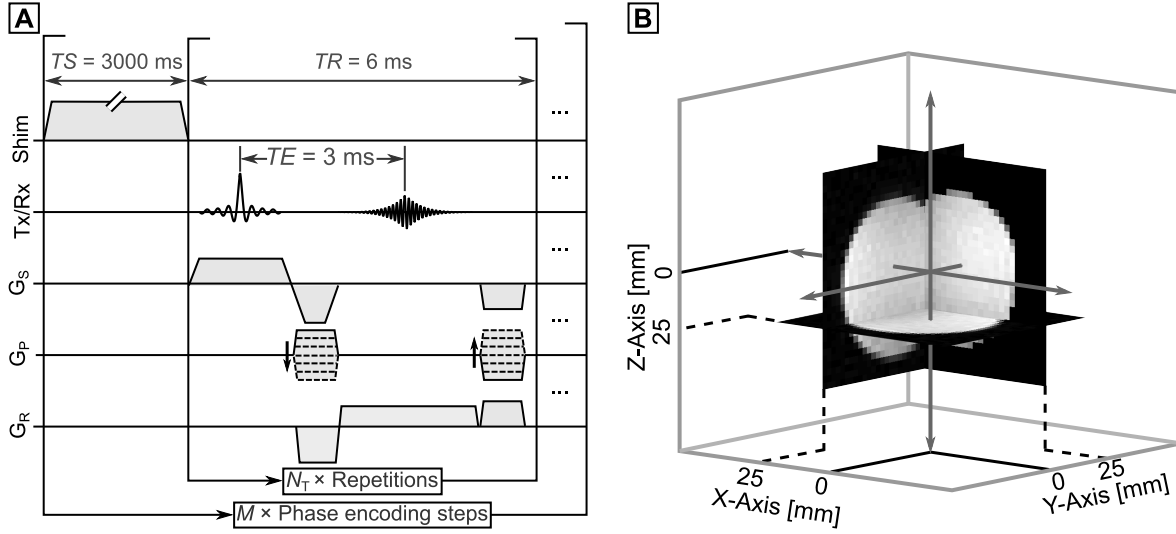 A
TS = 3000 ms
TR = 6 ms
...
Shim
TE = 3 ms
...
Tx/Rx
...
GS
...
GP
...
GR
NT × Repetitions
M × Phase encoding steps
B
Z-Axis [mm]
0
25
25
0
X-Axis [mm]
0
25
Y-Axis [mm]